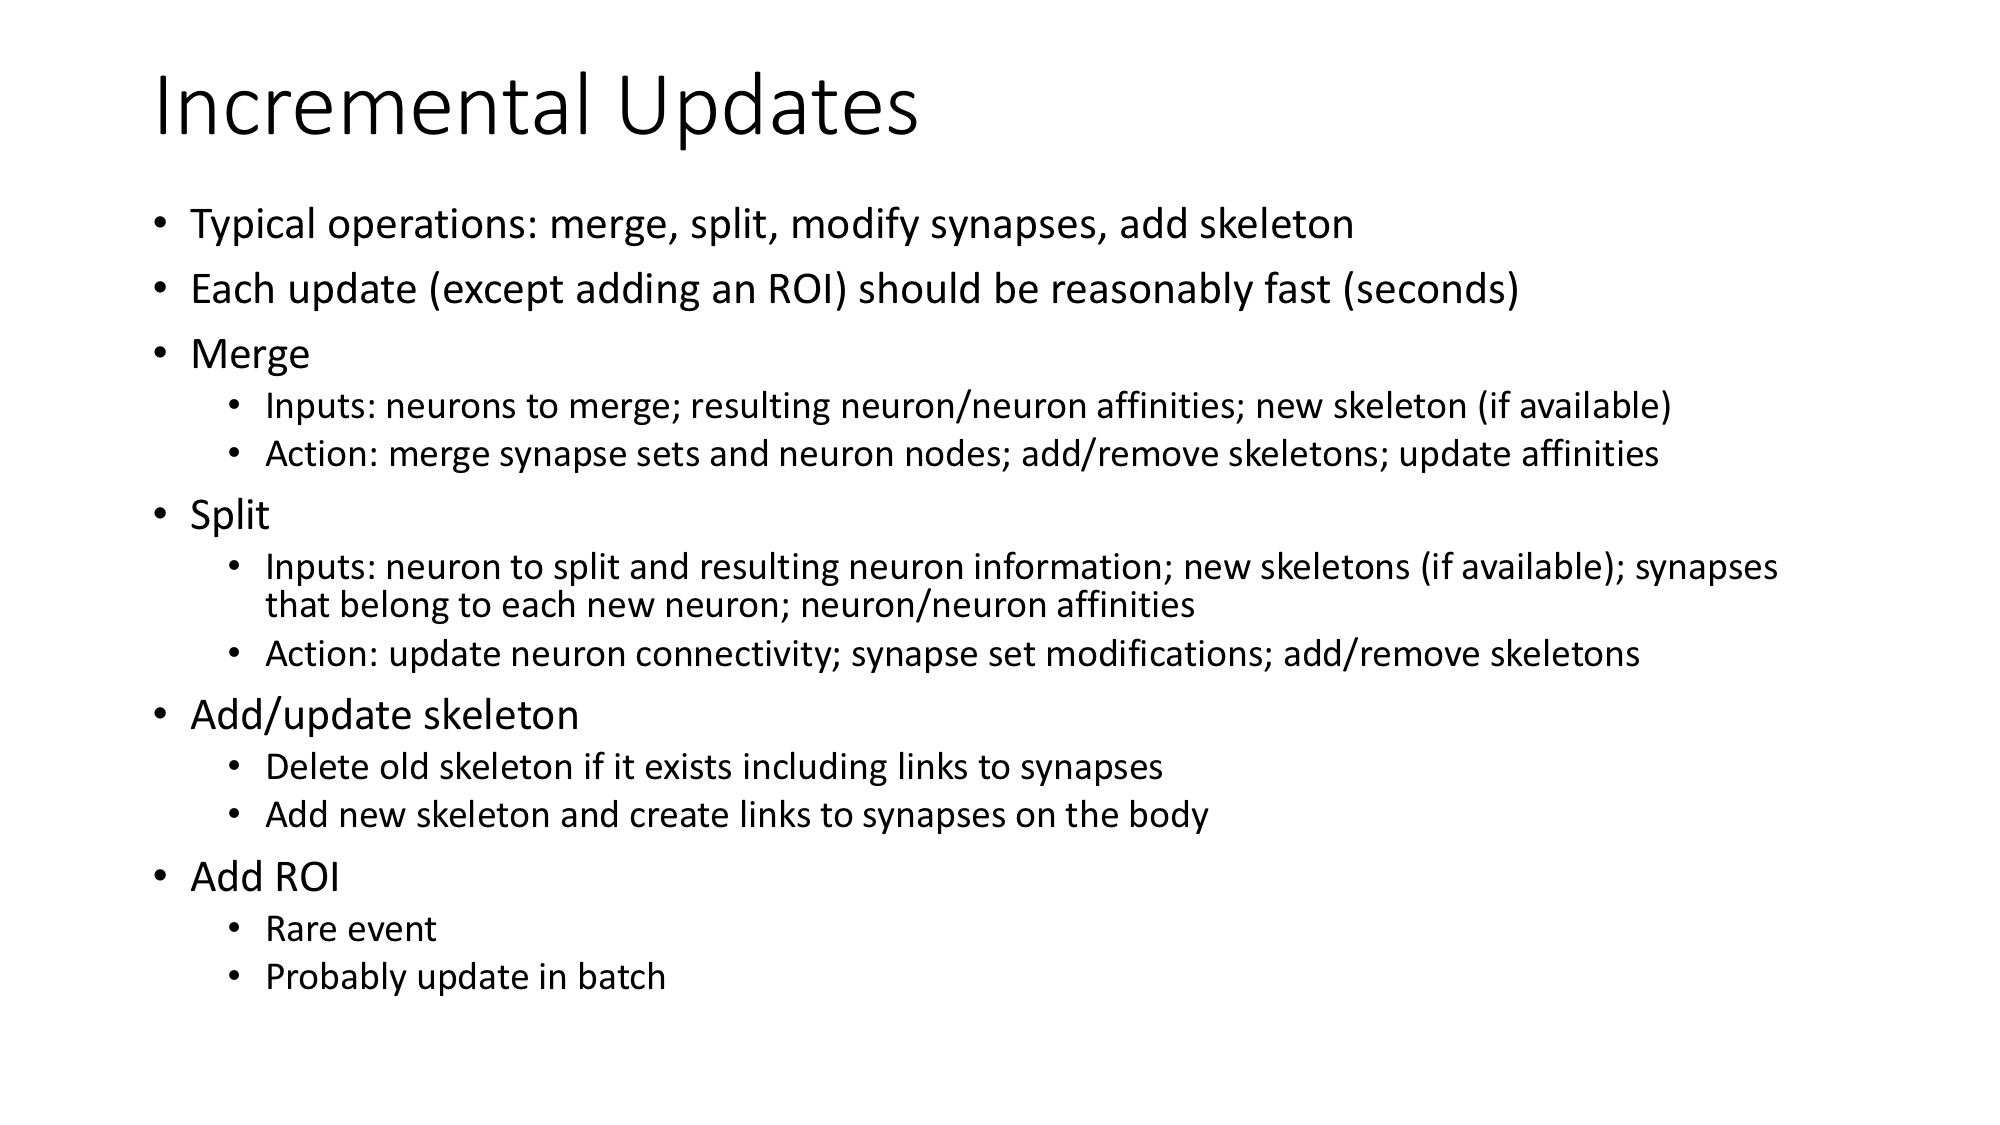 Incremental Updates
• Typical operations: merge, split, modify synapses, add skeleton
• Each update (except adding an ROI) should be reasonably fast (seconds)
• Merge
• Inputs: neurons to merge; resulting neuron/neuron affinities; new skeleton (if available)
• Action: merge synapse sets and neuron nodes; add/remove skeletons; update affinities
• Split
• Inputs: neuron to split and resulting neuron information; new skeletons (if available); synapses
that belong to each new neuron; neuron/neuron affinities
• Action: update neuron connectivity; synapse set modifications; add/remove skeletons
• Add/update skeleton
• Delete old skeleton if it exists including links to synapses
• Add new skeleton and create links to synapses on the body
• Add ROI
• Rare event
• Probably update in batch